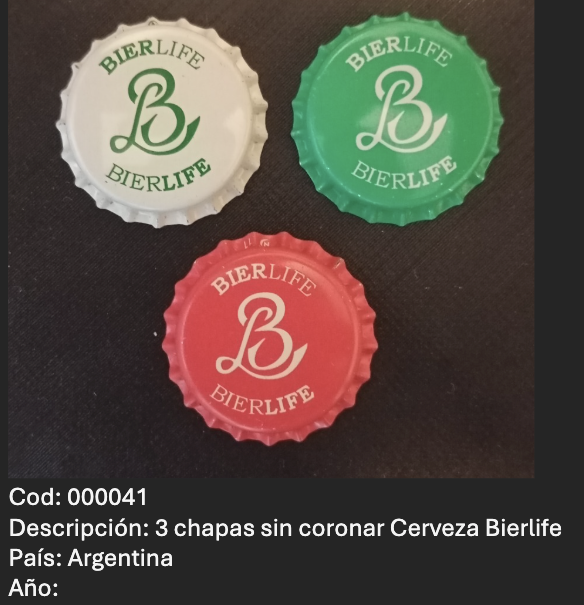 BIERLIFE
B
BIERLIFE
BIERLIFE
B
BIERLIFE
BIERLIFE
B
BIERLIFE
Cod: 000041
Descripción: 3 chapas sin coronar Cerveza Bierlife
País: Argentina
Año: